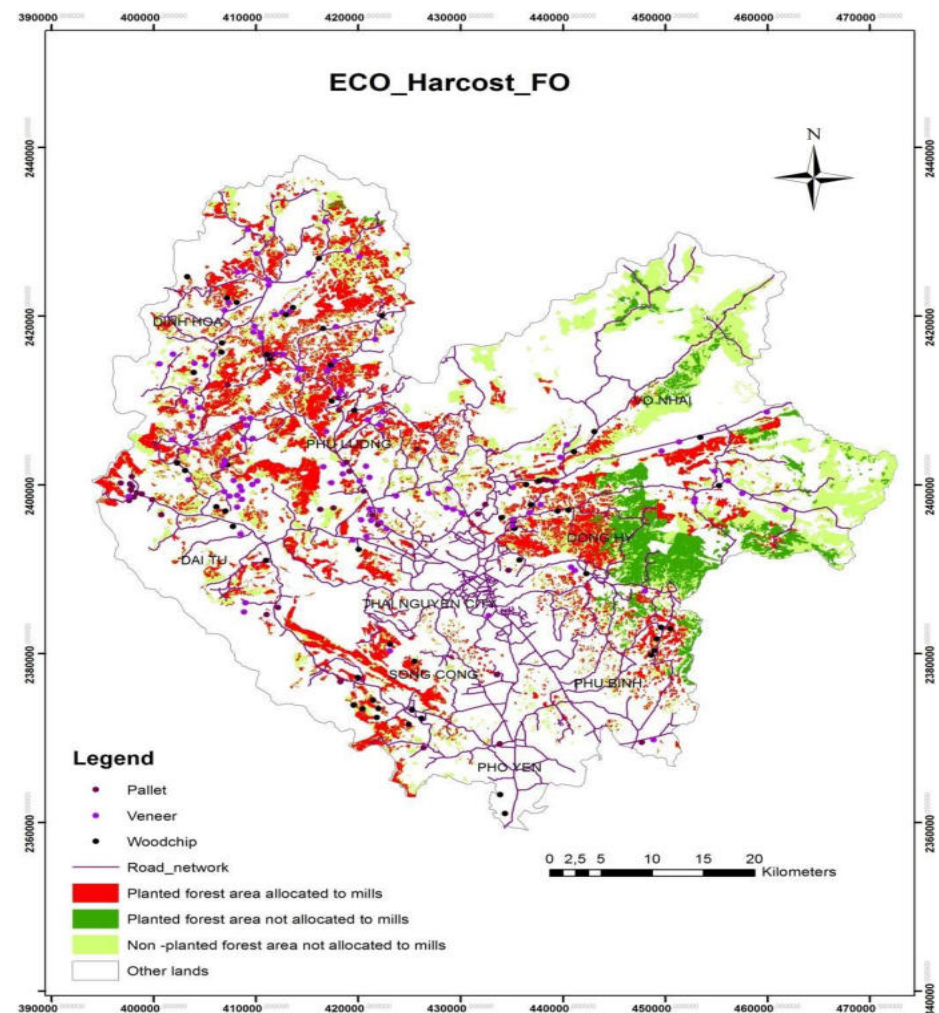 390000 400000 410000 420000 430000 440000 450000 460000 470000
ECO_Harcost_FO
N
2440000 2440000
2420000 2420000
DINH HOA
VO NHAI
PHU LUONG
2400000 2400000
DONG HY
DAI TU
THAI NGUYEN CITY
2380000 2380000
SONG CONG
PHU BINH
PHO YEN
2360000 2360000
Legend
Pallet
Veneer
Woodchip
Road_network
Planted forest area allocated to mills
Planted forest area not allocated to mills
Non -planted forest area not allocated to mills
Other lands
0 2,5 5 10 15 20
Kilometers
390000 400000 410000 420000 430000 440000 450000 460000 470000